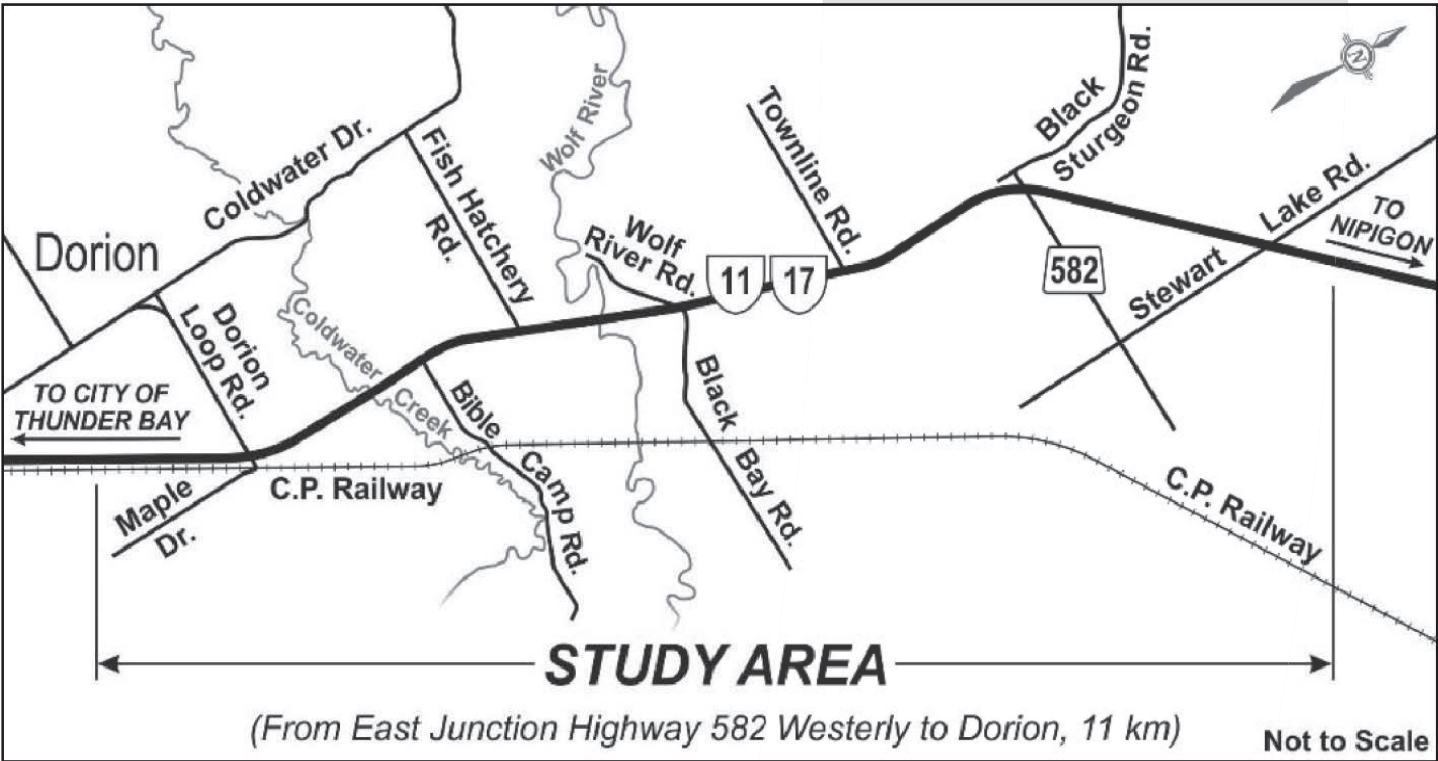 Black
Sturgeon Rd.
N
Wolf River
Townline Rd.
Coldwater Dr.
Fish Hatchery
Rd.
Lake Rd.
Stewart
TO
NIPIGON
Dorion
Wolf
River Rd.
11
17
582
Dorion
Loop Rd.
Coldwater
Creek
TO CITY OF
THUNDER BAY
Bible
Camp Rd.
Black
Bay Rd.
Maple
Dr.
C.P. Railway
C.P. Railway
STUDY AREA
(From East Junction Highway 582 Westerly to Dorion, 11 km)
Not to Scale